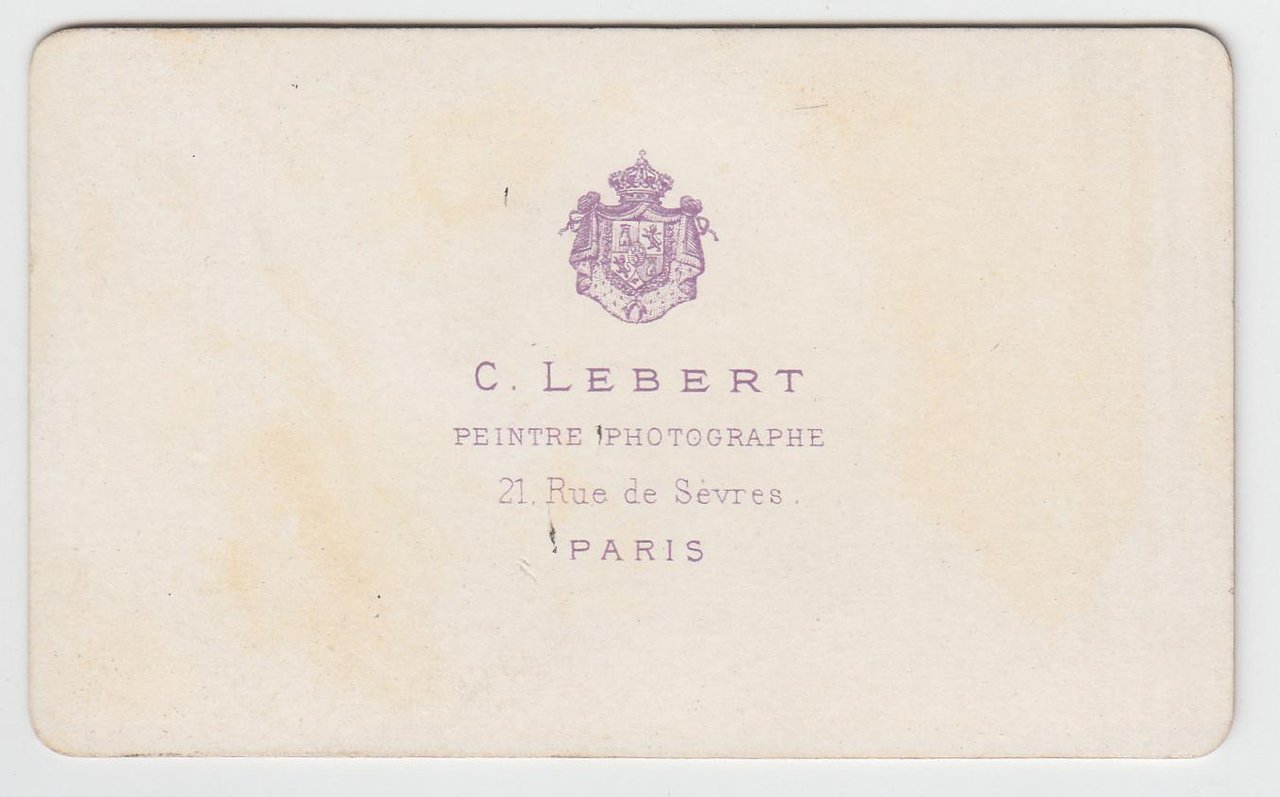 C. LEBERT
PEINTRE PHOTOGRAPHE
21, Rue de Sèvres.
PARIS